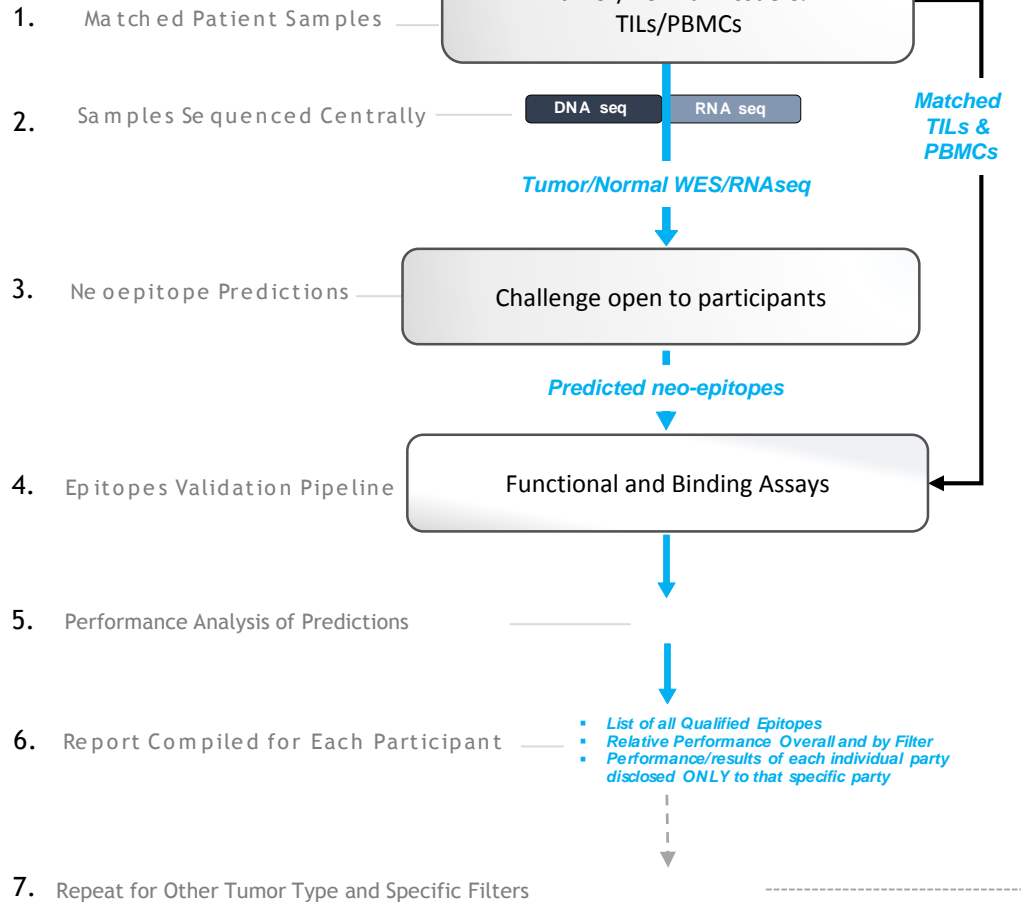 1. Matched Patient Samples
TILs/PBMCs
2. Samples Sequenced Centrally
DNA seq RNA seq
Matched
TILs &
PBMCs
Tumor/Normal WES/RNAseq
3. Neoepitope Predictions
Challenge open to participants
Predicted neo-epitopes
4. Epitopes Validation Pipeline
Functional and Binding Assays
5. Performance Analysis of Predictions
6. Report Compiled for Each Participant
▪ List of all Qualified Epitopes
▪ Relative Performance Overall and by Filter
▪ Performance/results of each individual party
disclosed ONLY to that specific party
7. Repeat for Other Tumor Type and Specific Filters